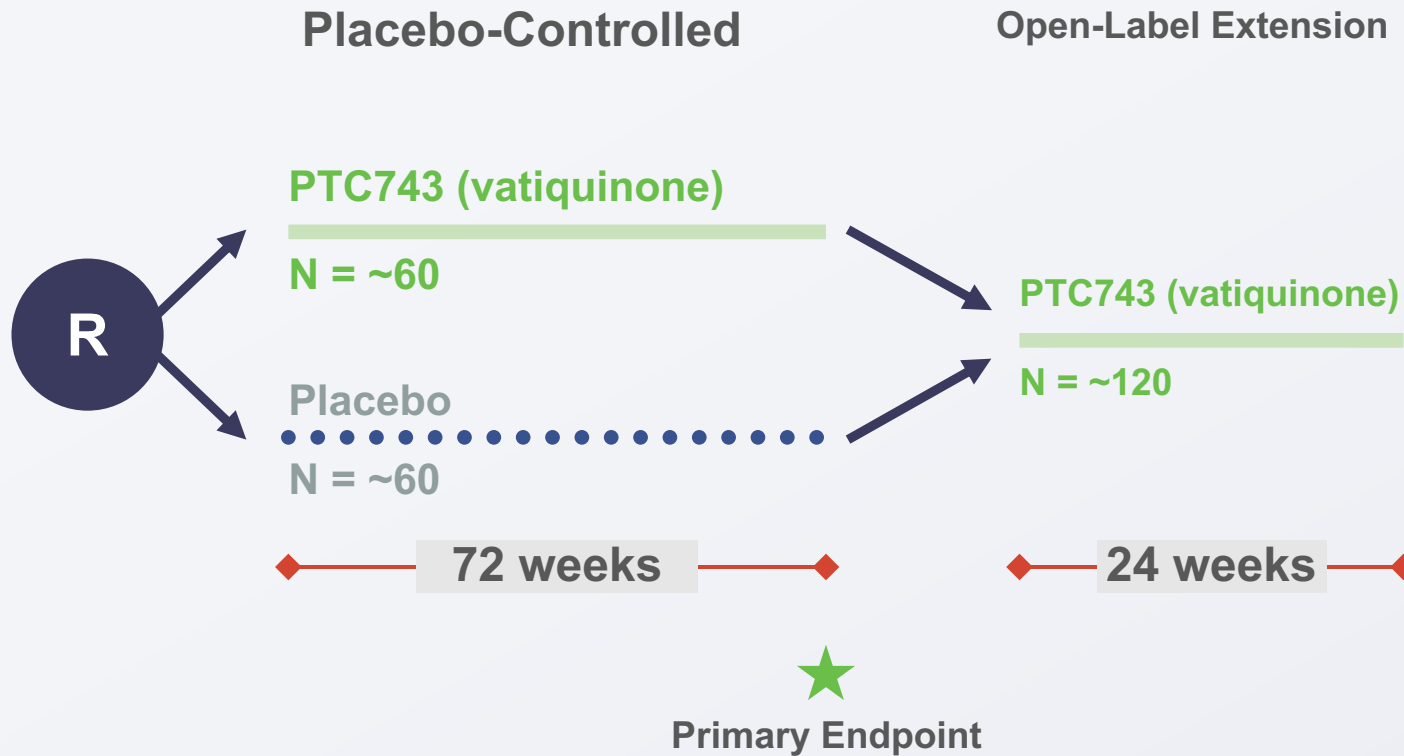 Placebo-Controlled
Open-Label Extension
R
PTC743 (vatiquinone)
N = ~60
Placebo
N = ~60
PTC743 (vatiquinone)
N = ~120
72 weeks
24 weeks
Primary Endpoint